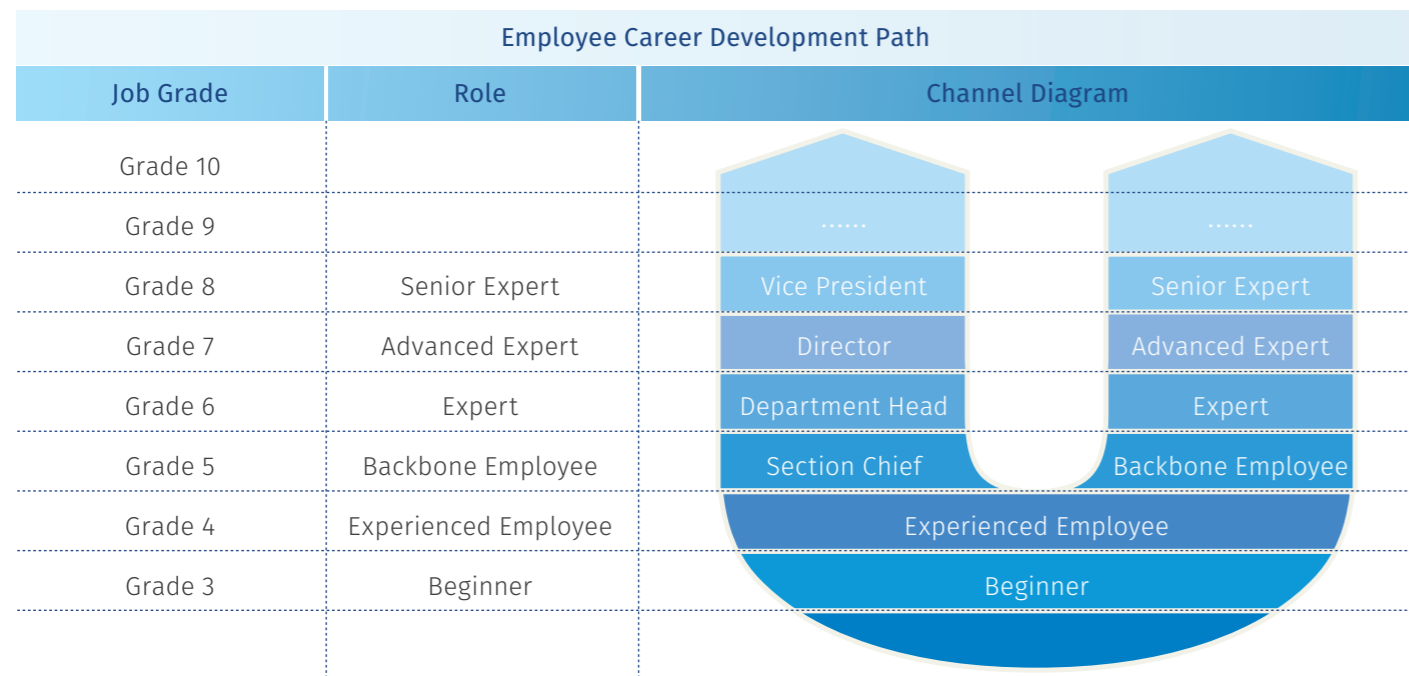 Employee Career Development Path
Job Grade Role Channel Diagram
Grade 10
Grade 9 ...... ......
Grade 8 Senior Expert Vice President Senior Expert
Grade 7 Advanced Expert Director Advanced Expert
Grade 6 Expert Department Head Expert
Grade 5 Backbone Employee Section Chief Backbone Employee
Grade 4 Experienced Employee Experienced Employee
Grade 3 Beginner Beginner